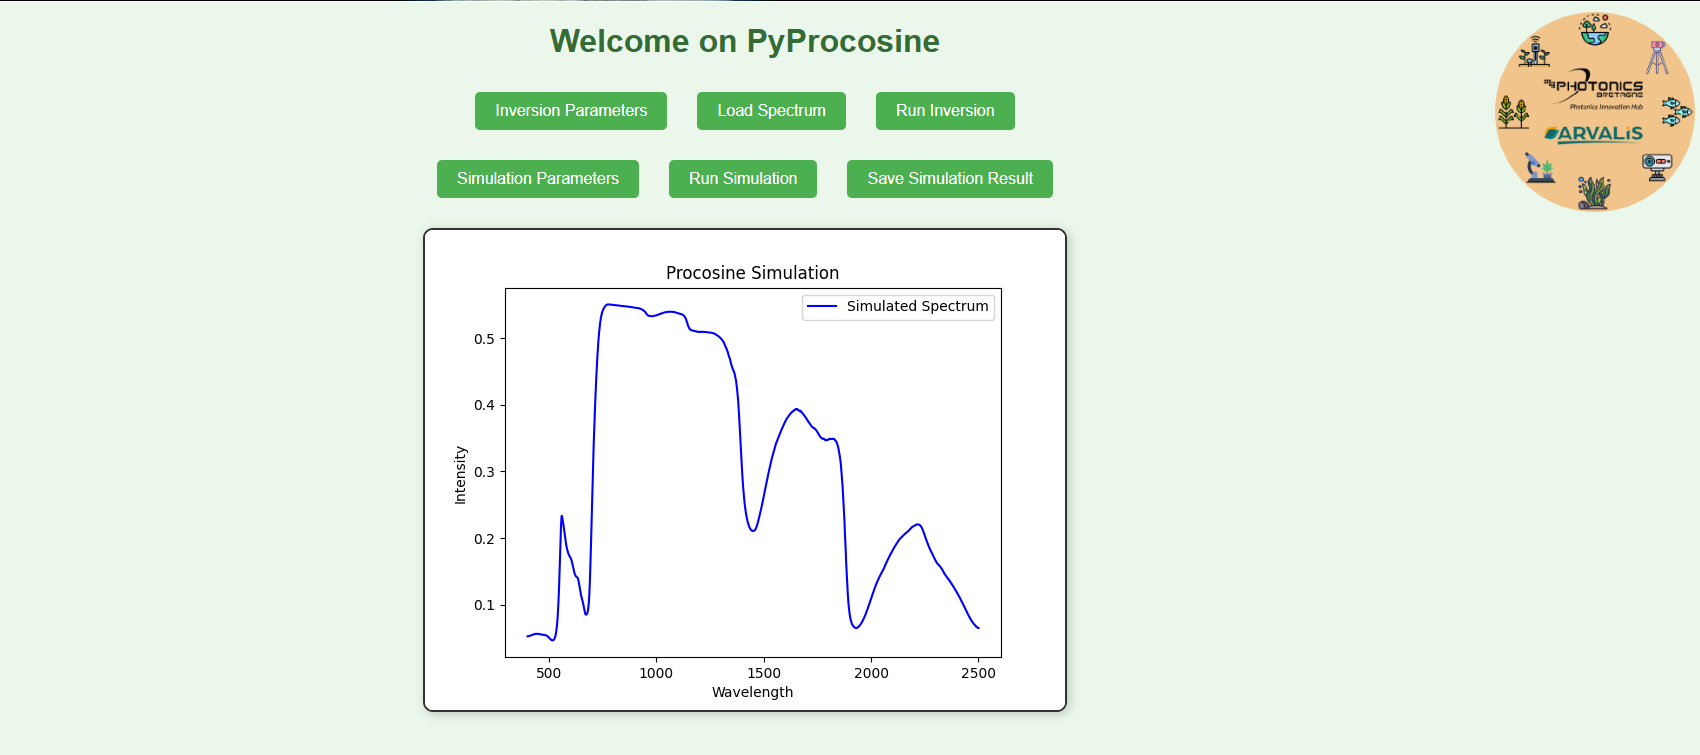 Welcome on PyProcosine
Inversion Parameters
Load Spectrum
Run Inversion
Simulation Parameters
Run Simulation
Save Simulation Result
PHOTONICS
BRETAGNE
Photonics Innovation Hub
ARVALIS
Procosine Simulation
Simulated Spectrum
Intensity
0.5
0.4
0.3
0.2
0.1
500
1000
1500
2000
2500
Wavelength